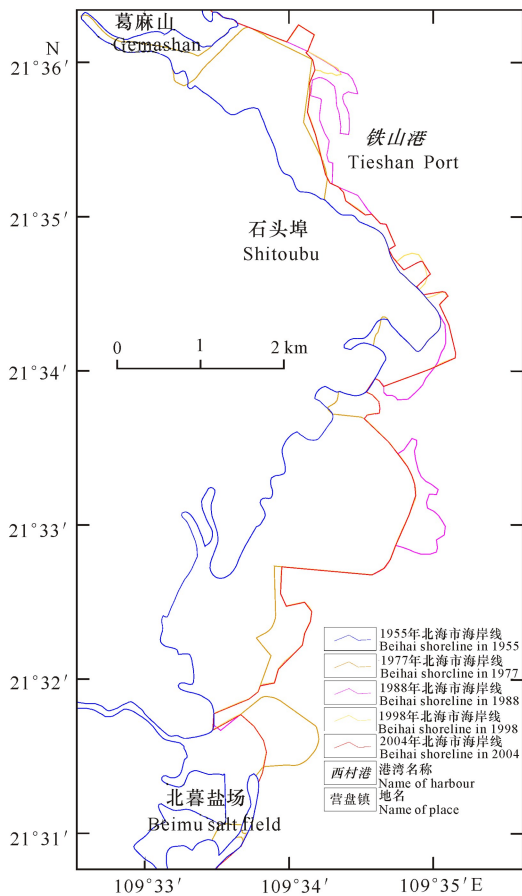 葛麻山
Gemashan
N
21°36′
铁山港
Tieshan Port
21°35′
石头埠
Shitoubu
0 1 2 km
21°34′
21°33′
1955年北海市海岸线
Beihai shoreline in 1955
1977年北海市海岸线
Beihai shorcline in 1977
1988年北海市海岸线
Beihai shoreline in 1988
1998年北海市海岸线
Beihai shoreline in 1998
2004年北海市海岸线
Beihai shoreline in 2004
西村港 港湾名称
Name of harbour
营盘镇 地名
Name of place
21°32′
北暮盐场
Beimu salt field
21°31′
109°33′ 109°34′ 109°35′E